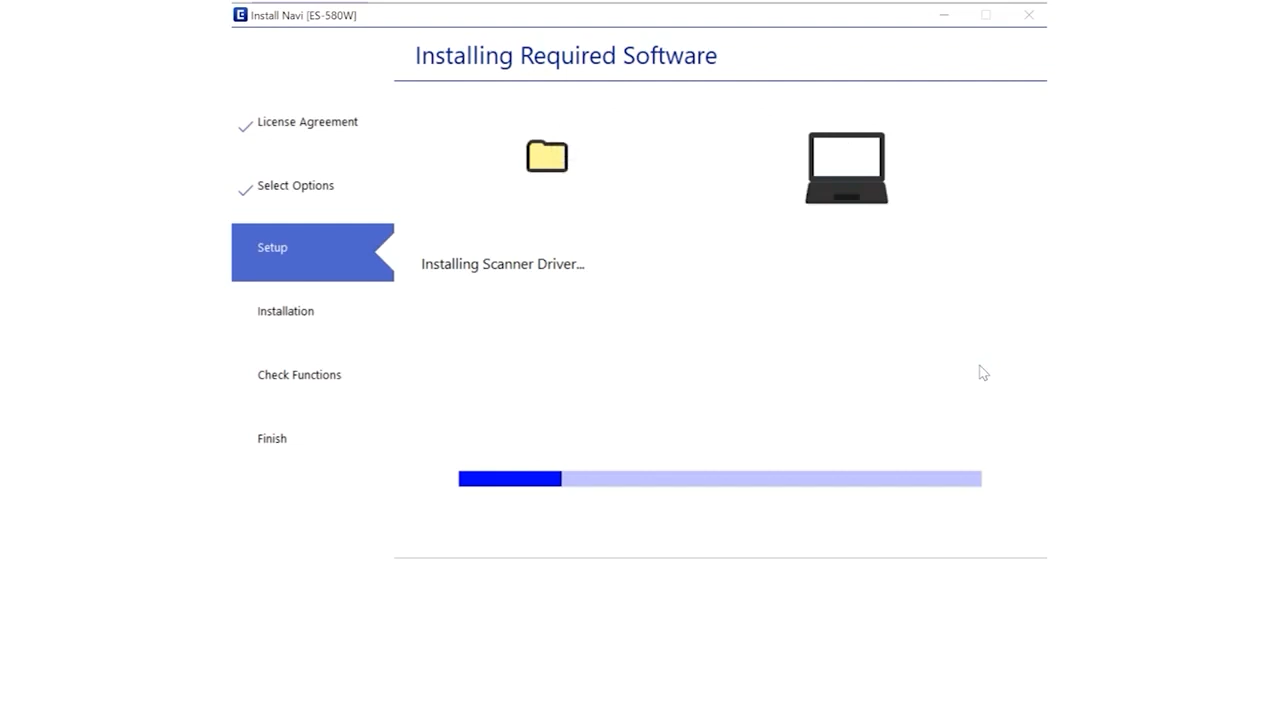 Install Navi [ES-580W]
Installing Required Software
License Agreement
Select Options
Setup
Installing Scanner Driver...
Installation
Check Functions
Finish